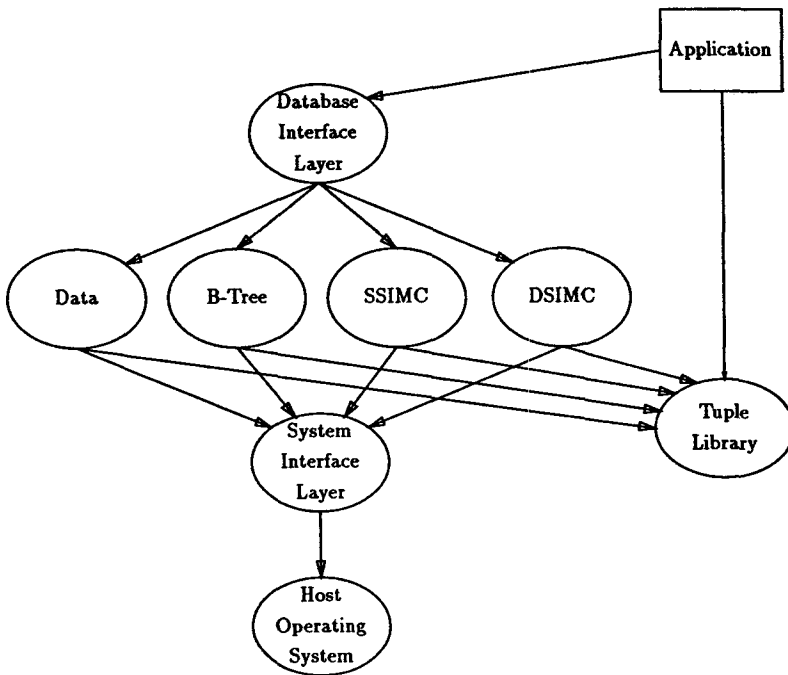 Application
Database
Interface
Layer
Data
B-Tree
SSIMC
DSIMC
Tuple
Library
System
Interface
Layer
Host
Operating
System